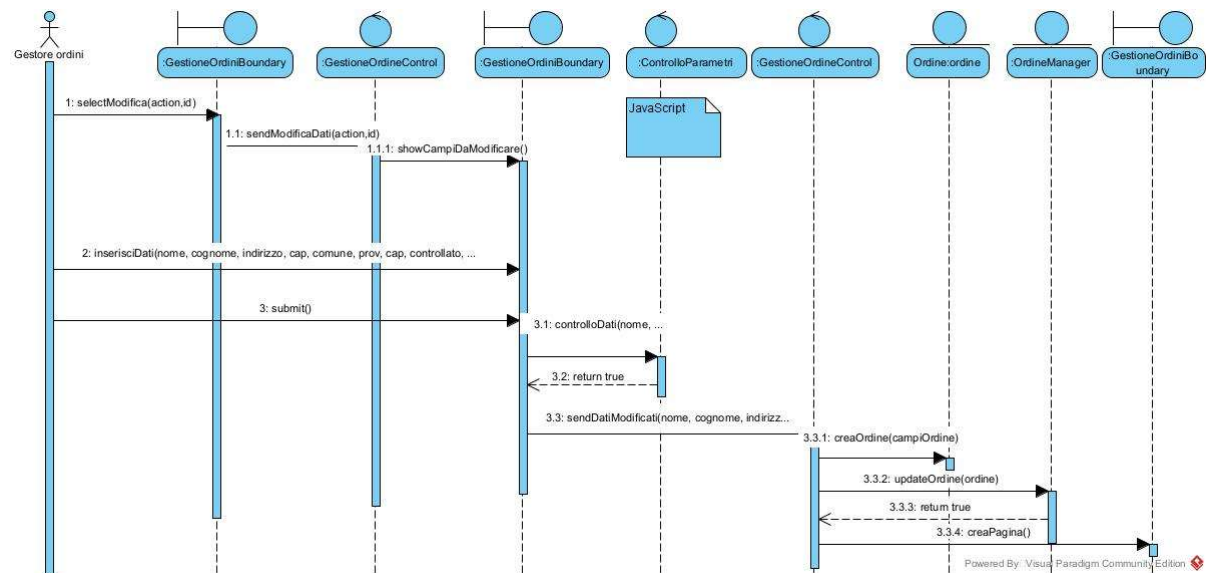 Gestore ordini
:GestioneOrdiniBoundary
:GestioneOrdineControl
:GestioneOrdiniBoundary
:ControlloParametri
:GestioneOrdineControl
Ordine:ordine
:OrdineManager
:GestioneOrdiniBo
undary
JavaScript
1: selectModifica(action,id)
1.1: sendModificaDati(action,id)
1.1.1: showCampiDaModificare()
2: inserisciDati(nome, cognome, indirizzo, cap, comune, prov, cap, controllato, ...
3: submit()
3.1: controlloDati(nome, ...
3.2: return true
3.3: sendDatiModificati(nome, cognome, indirizz...
3.3.1: creaOrdine(campiOrdine)
3.3.2: updateOrdine(ordine)
3.3.3: return true
3.3.4: creaPagina()
Powered By Visual Paradigm Community Edition